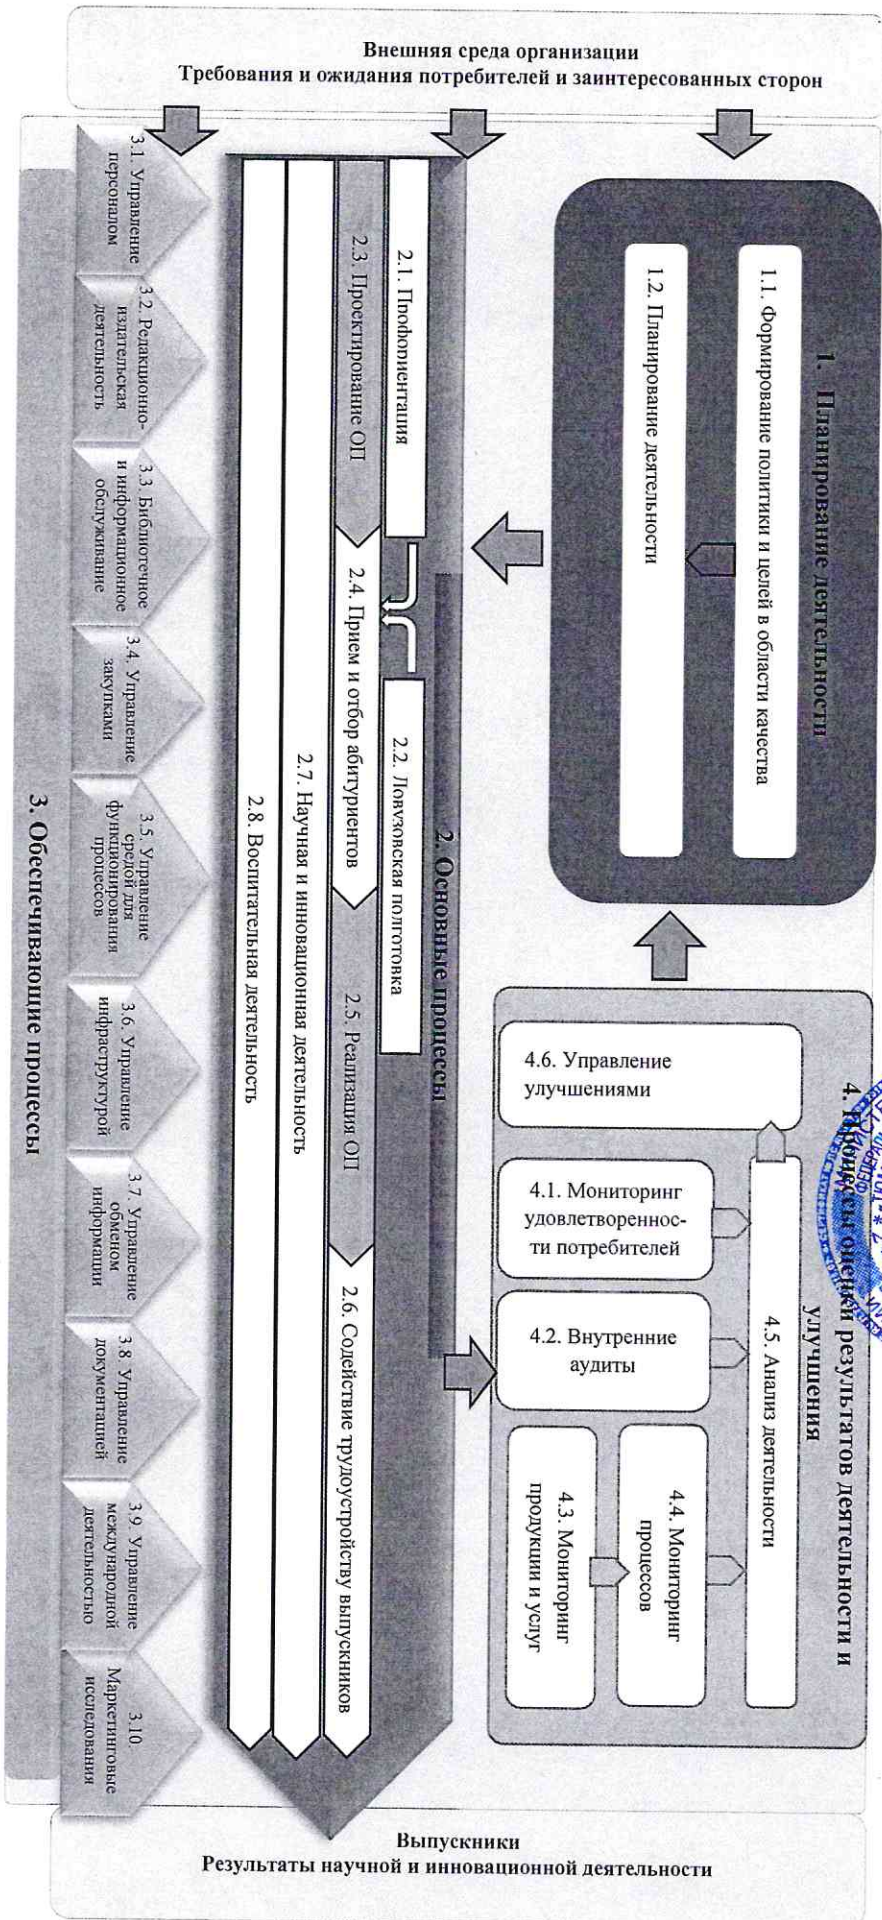 Внешняя среда организации
Требования и ожидания потребителей и заинтересованных сторон
1. Планирование деятельности
1.1. Формирование политики и целей в области качества
1.2. Планирование деятельности
4. Процессы оценки результатов деятельности и
улучшения
4.6. Управление
улучшениями
4.1. Мониторинг
удовлетвореннос-
ти потребителей
4.2. Внутренние
аудиты
4.3. Мониторинг
продукции и услуг
4.4. Мониторинг
процессов
4.5. Анализ деятельности
2. Основные процессы
2.1. Профориентация
2.2. Довузовская подготовка
2.3. Проектирование ОП
2.4. Прием и отбор абитуриентов
2.5. Реализация ОП
2.6. Содействие трудоустройству выпускников
2.7. Научная и инновационная деятельность
2.8. Воспитательная деятельность
3.1. Управление
персоналом
3.2. Редакционно-
издательская
деятельность
3.3. Библиотечное
и информационное
обслуживание
3.4. Управление
закупками
3.5. Управление
средой для
функционирования
процессов
3.6. Управление
инфраструктурой
3.7. Управление
обменом
информации
3.8. Управление
документацией
3.9. Управление
международной
деятельностью
3.10.
Маркетинговые
исследования
3. Обеспечивающие процессы
Выпускники
Результаты научной и инновационной деятельности